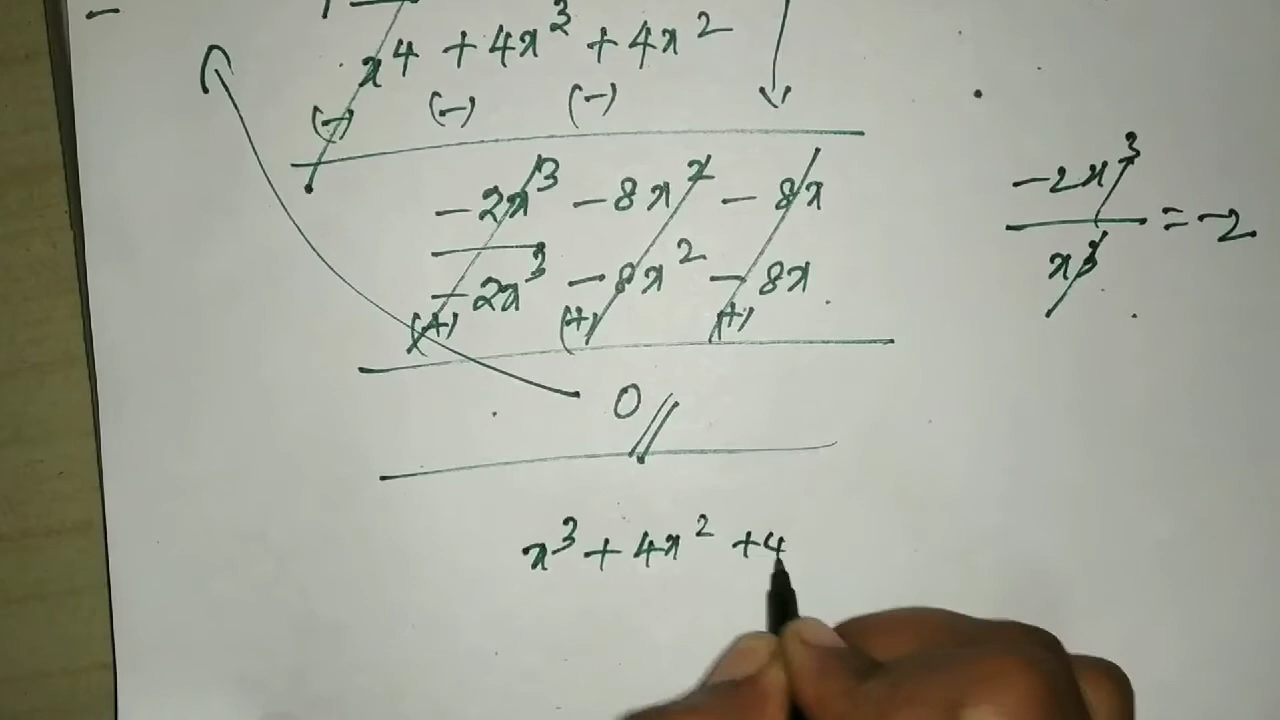 x⁴ + 4x³ + 4x²
(-) (-) (-)
-2x³ - 8x² - 8x
-2x³ - 8x² - 8x
(+) (+) (+)
0
x³ + 4x² + 4
-2x³
x³
= -2